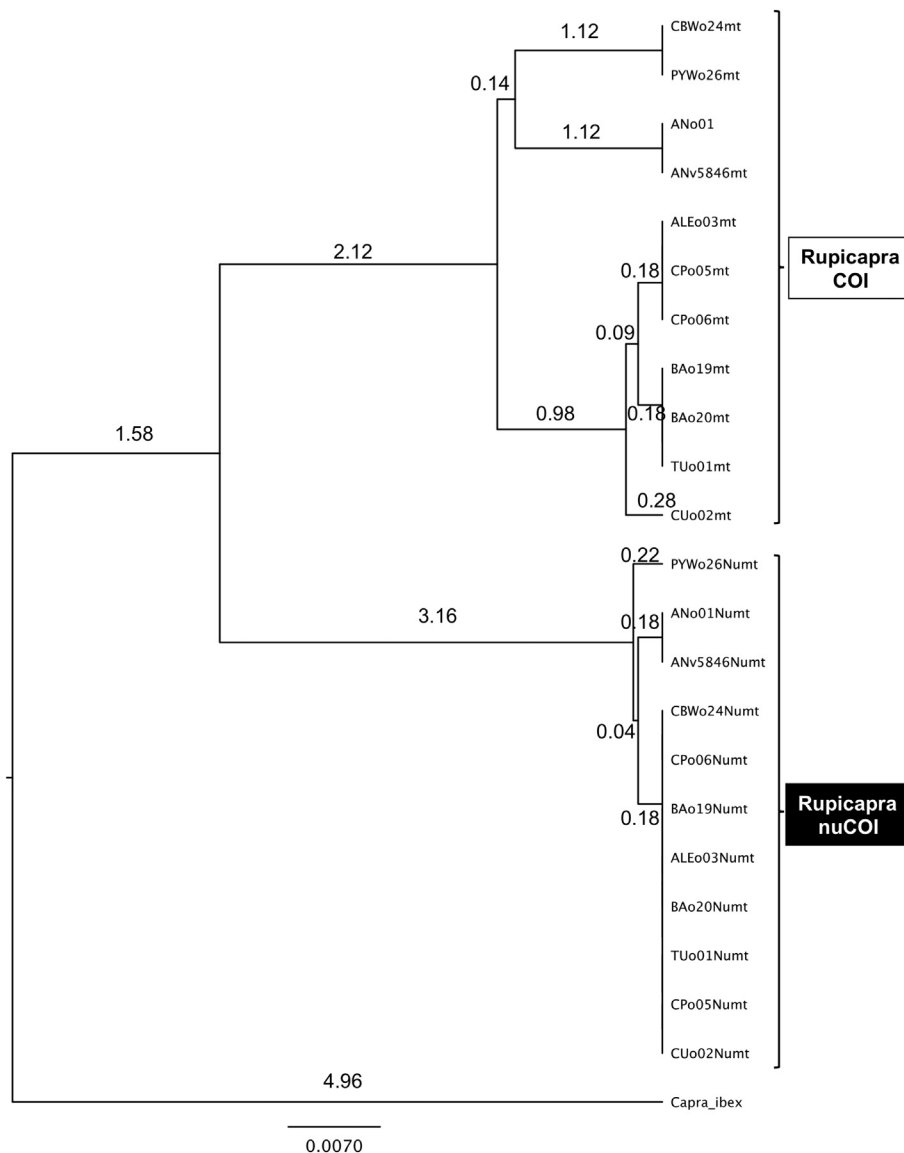 CBWo24mt
1.12
PYWo26mt
0.14
ANo01
1.12
ANv5846mt
ALEo03mt
2.12
0.18
CPo05mt
Rupicapra
COI
CPo06mt
0.09
BAo19mt
0.98
0.18
BAo20mt
1.58
TUo01mt
0.28
CUo02mt
0.22
PYWo26Numt
3.16
0.18
ANo01Numt
ANv5846Numt
CBWo24Numt
0.04
CPo06Numt
0.18
BAo19Numt
Rupicapra
nuCOI
ALEo03Numt
BAo20Numt
TUo01Numt
CPo05Numt
CUo02Numt
4.96
Capra_ibex
0.0070